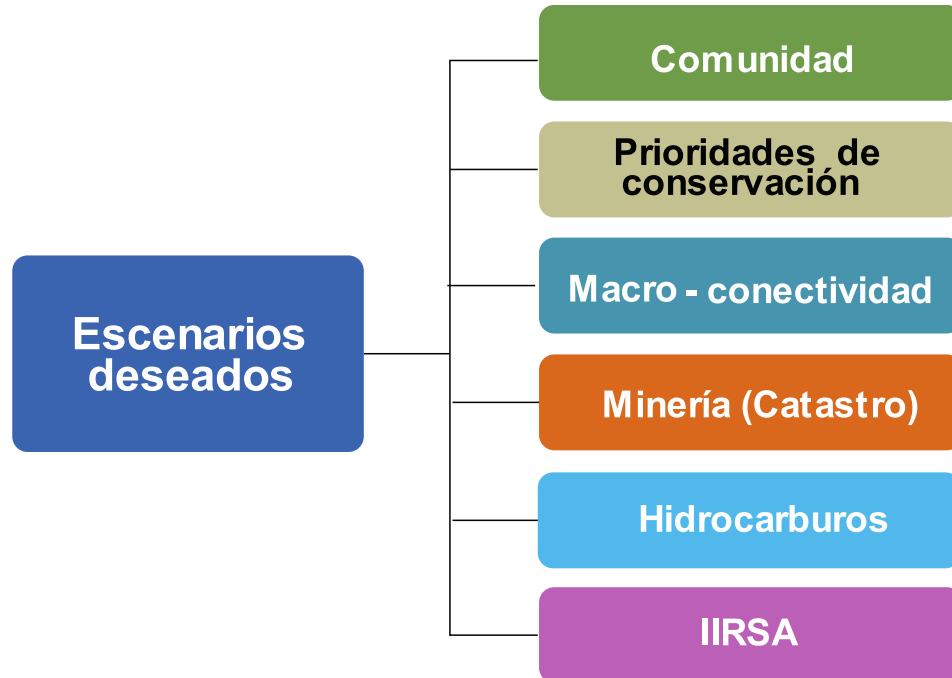 Comunidad
Prioridades de
conservación
Macro - conectividad
Escenarios
deseados
Minería (Catastro)
Hidrocarburos
IIRSA